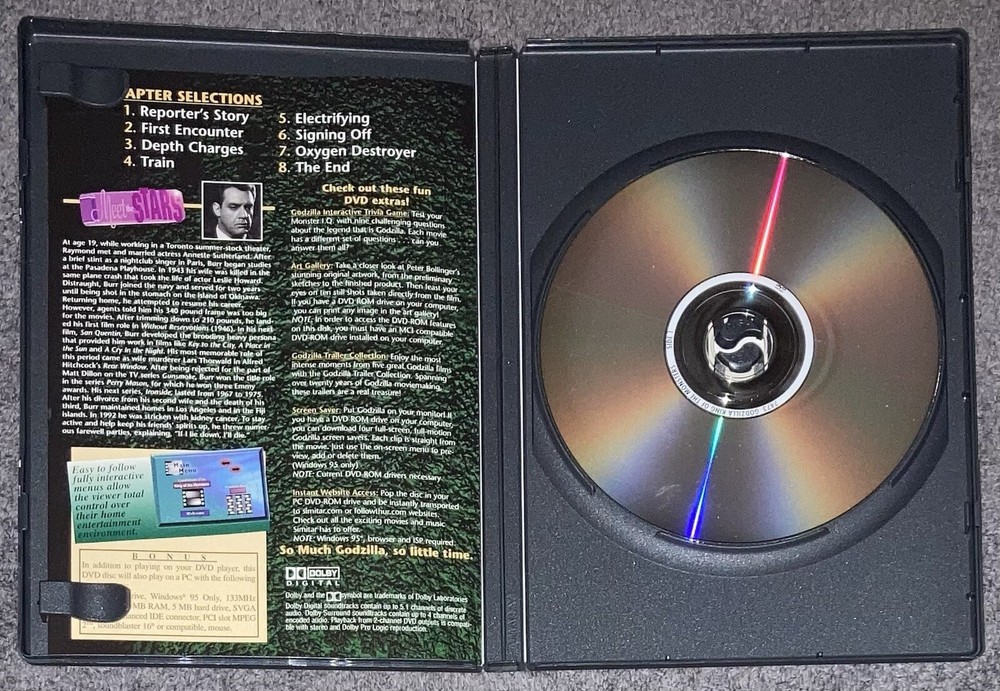 APTER SELECTIONS
1. Reporter's Story
2. First Encounter
3. Depth Charges
4. Train
5. Electrifying
6. Signing Off
7. Oxygen Destroyer
8. The End
Meet the STARS
At age 19, while working in a Toronto summer-stock theater,
Raymond met and married actress Annette Sutherland. After
a brief stint as a nightclub singer in Paris, Burr began studies
at the Pasadena Playhouse. In 1943 his wife was killed in the
same plane crash that took the life of actor Leslie Howard.
Distraught, Burr joined the navy and served for two years
until being shot in the stomach on the island of Okinawa.
Returning home, he attempted to resume his career.
However, agents told him his 340 pound frame was too big
for the movies. After trimming down to 210 pounds, he land-
ed his first film role in Without Reservations (1946). In his next
film, San Quentin, Burr developed the brooding heavy persona
that provided him work in films like Key to the City, A Place in
the Sun and A Cry in the Night. His most memorable role of
this period came as wife murderer Lars Thorwald in Alfred
Hitchcock's Rear Window. After being rejected for the part of
Matt Dillon on the TV series Gunsmoke, Burr won the title role
in the series Perry Mason, for which he won three Emmy
awards. His next series, Ironside, lasted from 1967 to 1975.
After his divorce from his second wife and the death of his
third, Burr maintained homes in Los Angeles and in the Fiji
islands. In 1992 he was stricken with kidney cancer. To stay
active and help keep his friends' spirits up, he threw numer-
ous farewell parties, explaining, "If I lie down, I'll die."
Easy to follow
fully interactive
menus allow
the viewer total
control over
their home
entertainment
environment.
Main
Menu
BONUS
In addition to playing on your DVD player, this
DVD disc will also play on a PC with the following
rive, Windows® 95 Only, 133MHz
MB RAM, 5 MB hard drive, SVGA
anced IDE connector, PCI slot MPEG
soundblaster 16® or compatible, mouse.
Check out these fun
DVD extras!
Godzilla Interactive Trivia Game: Test your
Monster I.Q. with nine challenging questions
about the legend that is Godzilla. Each movie
has a different set of questions . . . can you
answer them all?
Art Gallery: Take a closer look at Peter Bollinger's
stunning original artwork, from the preliminary
sketches to the finished product. Then feast your
eyes on ten still shots taken directly from the film.
If you have a DVD-ROM drive on your computer,
you can print any image in the art gallery!
NOTE: In order to access the DVD-ROM features
on this disk, you must have an MCI compatible
DVD-ROM drive installed on your computer.
Godzilla Trailer Collection: Enjoy the most
intense moments from five great Godzilla films
with the Godzilla Trailer Collection. Spanning
over twenty years of Godzilla moviemaking,
these trailers are a real treasure!
Screen Saver: Put Godzilla on your monitor! If
you have a DVD-ROM drive on your computer,
you can download four full-screen, full-motion
Godzilla screen savers. Each clip is straight from
the movie. Just use the on-screen menu to pre-
view, add or delete them.
(Windows 95 only)
NOTE: Current DVD-ROM drivers necessary.
Instant Website Access: Pop the disc in your
PC DVD-ROM drive and be instantly transported
to simitar.com or followthur.com websites.
Check out all the exciting movies and music
Simitar has to offer.
NOTE: Windows 95®, browser and ISP required.
So Much Godzilla, so little time.
DOLBY
DIGITAL
Dolby and the symbol are trademarks of Dolby Laboratories
Dolby Digital soundtracks contain up to 5.1 channels of discrete
audio. Dolby Surround soundtracks contain up to 4 channels of
encoded audio. Playback from 2-channel DVD outputs is compati-
ble with stereo and Dolby Pro Logic reproduction.
7473 GODZILLA KING OF THE MONSTERS